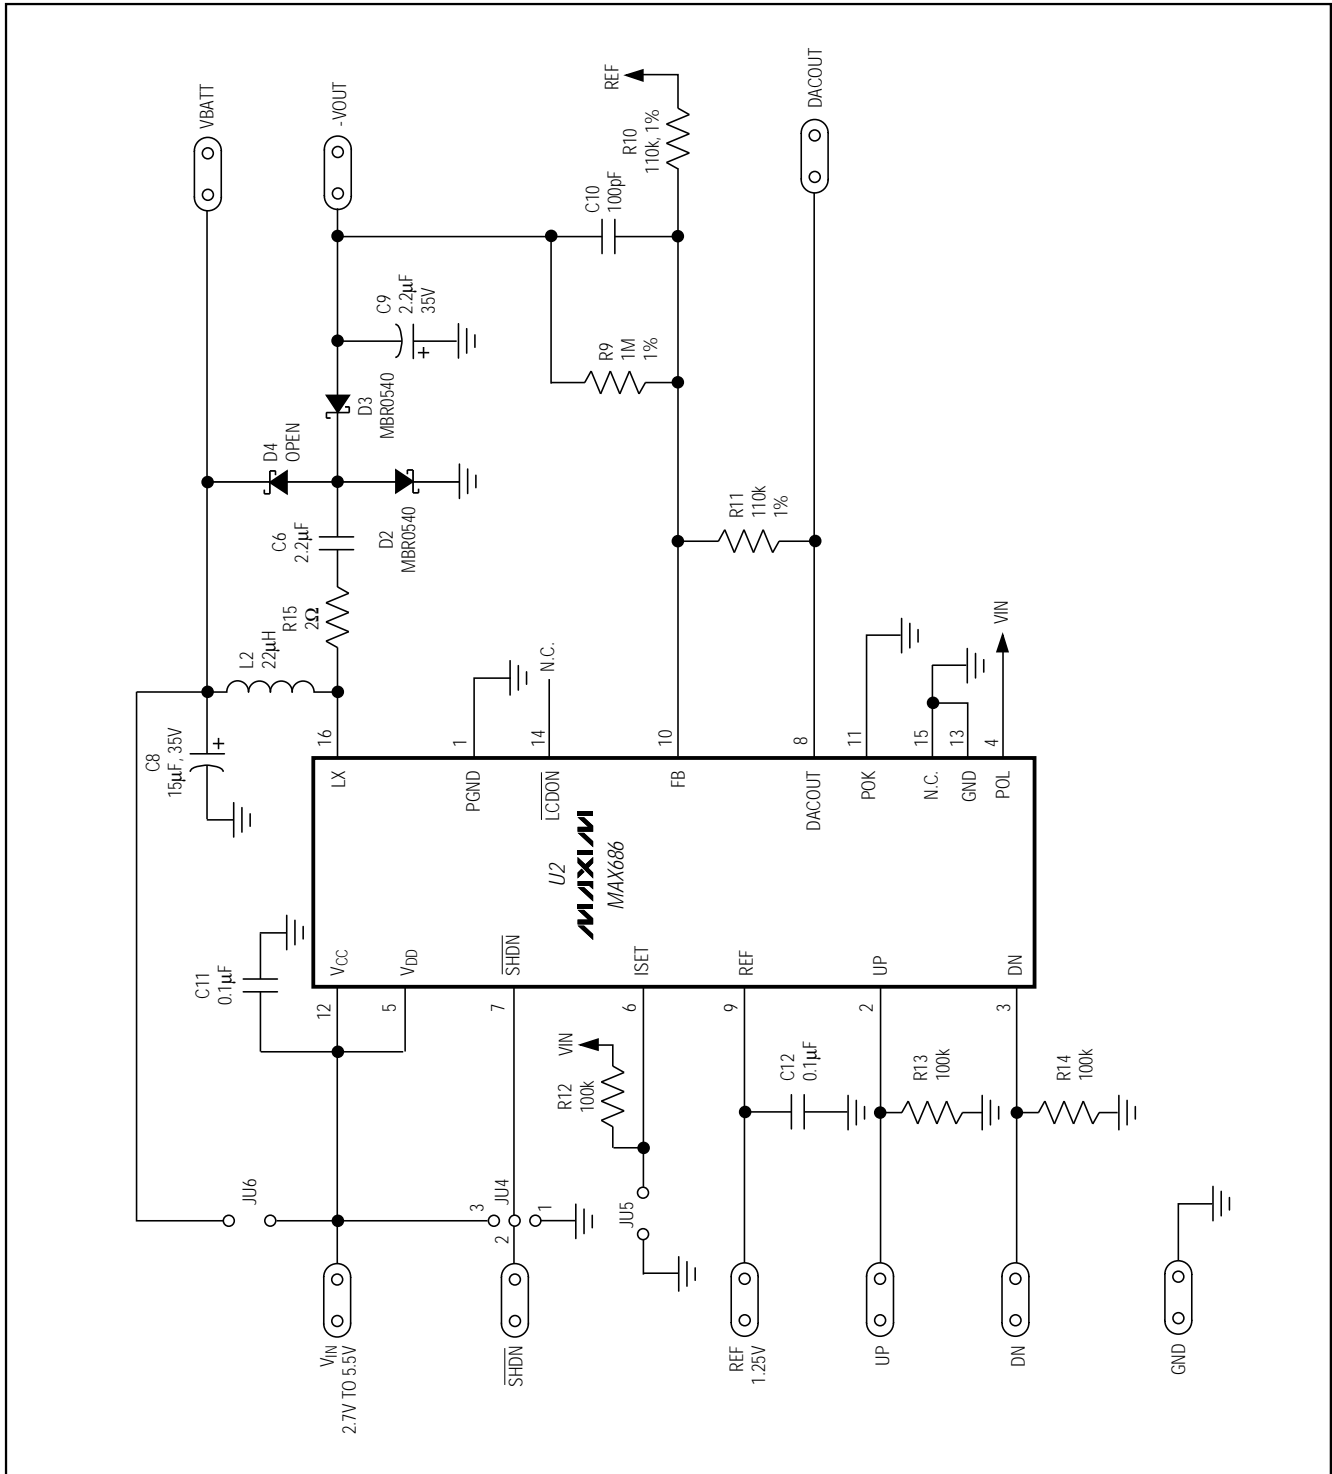 VBATT
-VOUT
REF
R10
110k, 1%
DACOUT
C10
100pF
C9
2.2µF
35V
R9
1M
1%
D3
MBR0540
D4
OPEN
C6
2.2µF
D2
MBR0540
R11
110k
1%
R15
2Ω
L2
22µH
C8
15µF, 35V
N.C.
VIN
16
1
14
10
8
11
15
13
4
LX
PGND
LCDON
FB
DACOUT
POK
N.C.
GND
POL
U2
MAXIM
MAX686
VCC
VDD
SHDN
ISET
REF
UP
DN
12
5
7
6
9
2
3
C11
0.1µF
VIN
R12
100k
C12
0.1µF
R13
100k
R14
100k
JU6
3
JU4
2
1
JU5
VIN
2.7V TO 5.5V
SHDN
REF
1.25V
UP
DN
GND